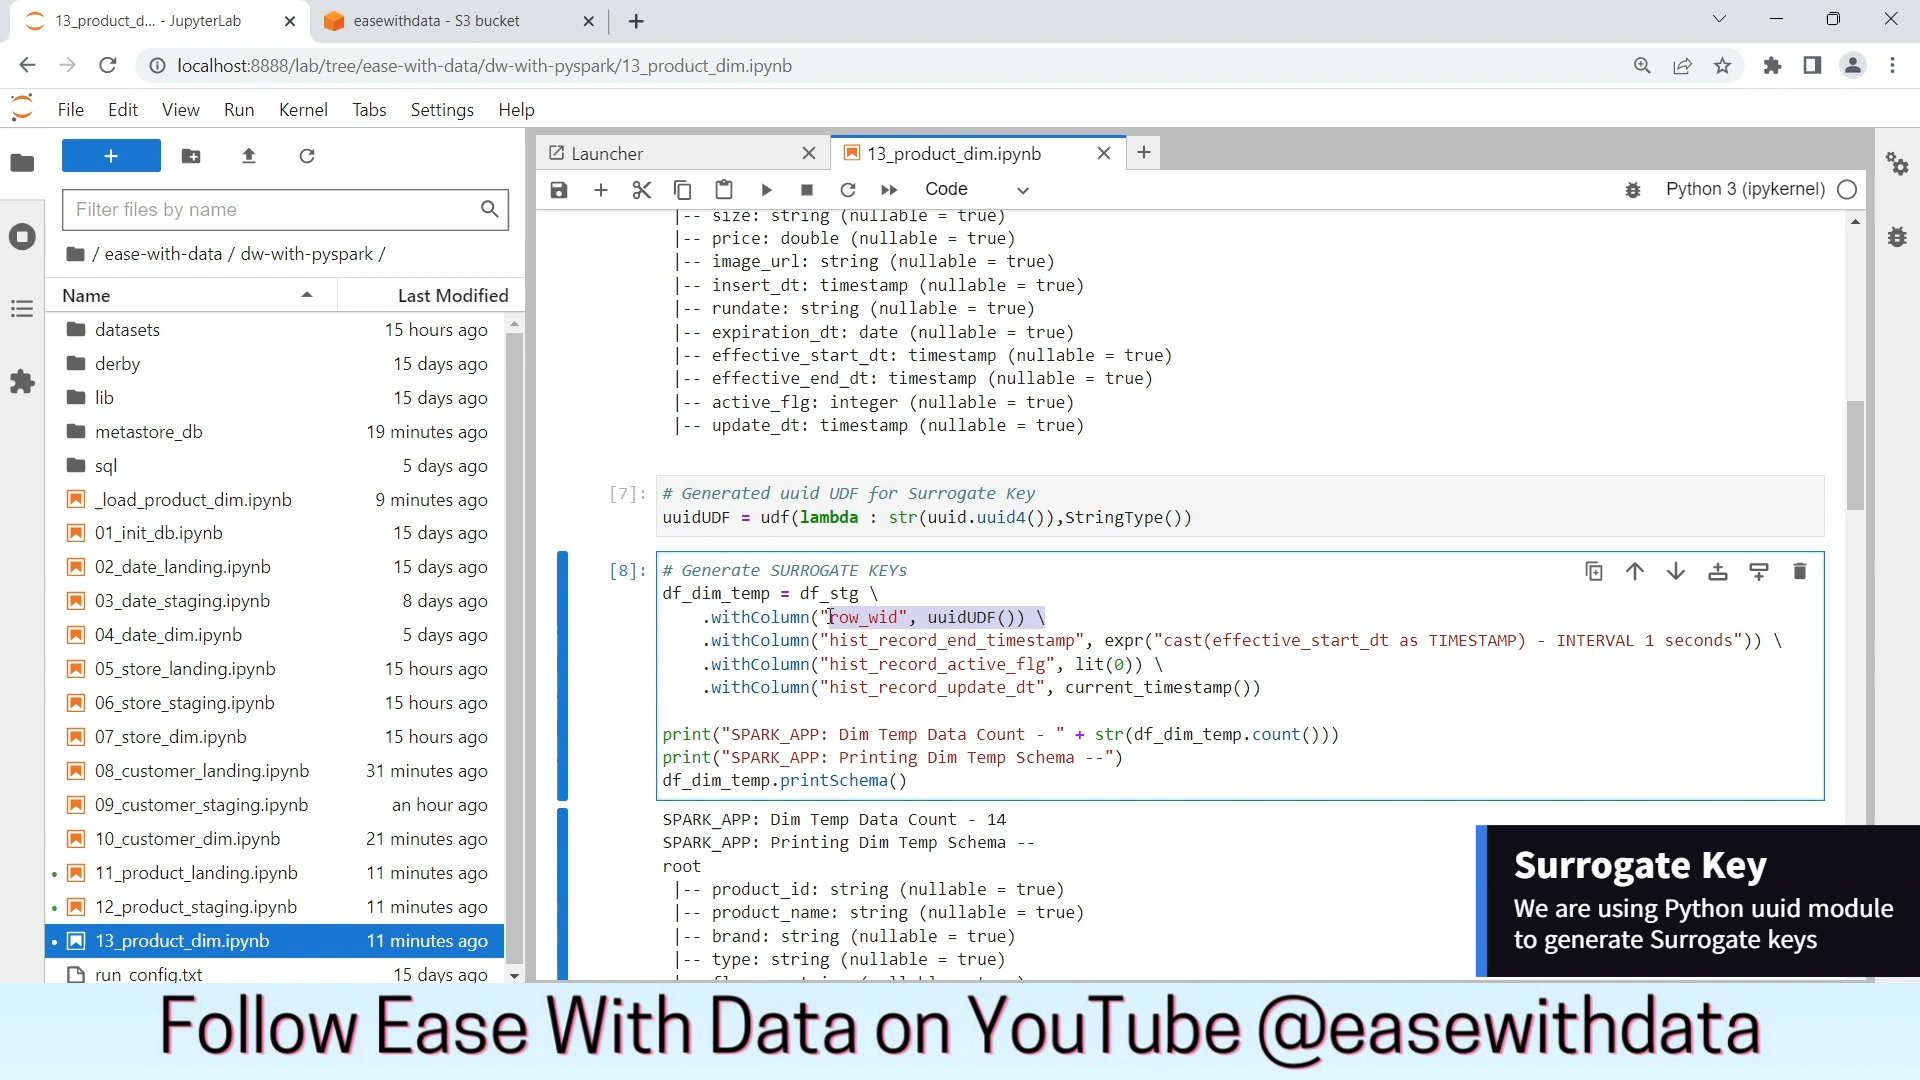 13_product_d... - JupyterLab
easewithdata - S3 bucket
localhost:8888/lab/tree/ease-with-data/dw-with-pyspark/13_product_dim.ipynb
File Edit View Run Kernel Tabs Settings Help
Filter files by name
/ ease-with-data / dw-with-pyspark /
Name Last Modified
datasets 15 hours ago
derby 15 days ago
lib 15 days ago
metastore_db 19 minutes ago
sql 5 days ago
_load_product_dim.ipynb 9 minutes ago
01_init_db.ipynb 15 days ago
02_date_landing.ipynb 15 days ago
03_date_staging.ipynb 8 days ago
04_date_dim.ipynb 5 days ago
05_store_landing.ipynb 15 hours ago
06_store_staging.ipynb 15 hours ago
07_store_dim.ipynb 15 hours ago
08_customer_landing.ipynb 31 minutes ago
09_customer_staging.ipynb an hour ago
10_customer_dim.ipynb 21 minutes ago
11_product_landing.ipynb 11 minutes ago
12_product_staging.ipynb 11 minutes ago
13_product_dim.ipynb 11 minutes ago
run_config.txt 15 days ago
Launcher
13_product_dim.ipynb
Code
Python 3 (ipykernel)
|-- size: string (nullable = true)
|-- price: double (nullable = true)
|-- image_url: string (nullable = true)
|-- insert_dt: timestamp (nullable = true)
|-- rundate: string (nullable = true)
|-- expiration_dt: date (nullable = true)
|-- effective_start_dt: timestamp (nullable = true)
|-- effective_end_dt: timestamp (nullable = true)
|-- active_flg: integer (nullable = true)
|-- update_dt: timestamp (nullable = true)
[7]: # Generated uuid UDF for Surrogate Key
uuidUDF = udf(lambda : str(uuid.uuid4()),StringType())
[8]: # Generate SURROGATE KEYs
df_dim_temp = df_stg \
.withColumn("row_wid", uuidUDF()) \
.withColumn("hist_record_end_timestamp", expr("cast(effective_start_dt as TIMESTAMP) - INTERVAL 1 seconds")) \
.withColumn("hist_record_active_flg", lit(0)) \
.withColumn("hist_record_update_dt", current_timestamp())
print("SPARK_APP: Dim Temp Data Count - " + str(df_dim_temp.count()))
print("SPARK_APP: Printing Dim Temp Schema --")
df_dim_temp.printSchema()
SPARK_APP: Dim Temp Data Count - 14
SPARK_APP: Printing Dim Temp Schema --
root
|-- product_id: string (nullable = true)
|-- product_name: string (nullable = true)
|-- brand: string (nullable = true)
|-- type: string (nullable = true)
Surrogate Key
We are using Python uuid module
to generate Surrogate keys
Follow Ease With Data on YouTube @easewithdata